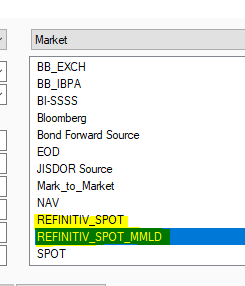 Market
BB_EXCH
BB_IBPA
BI-SSSS
Bloomberg
Bond Forward Source
EOD
JISDOR Source
Mark_to_Market
NAV
REFINITIV_SPOT
REFINITIV_SPOT_MMLD
SPOT